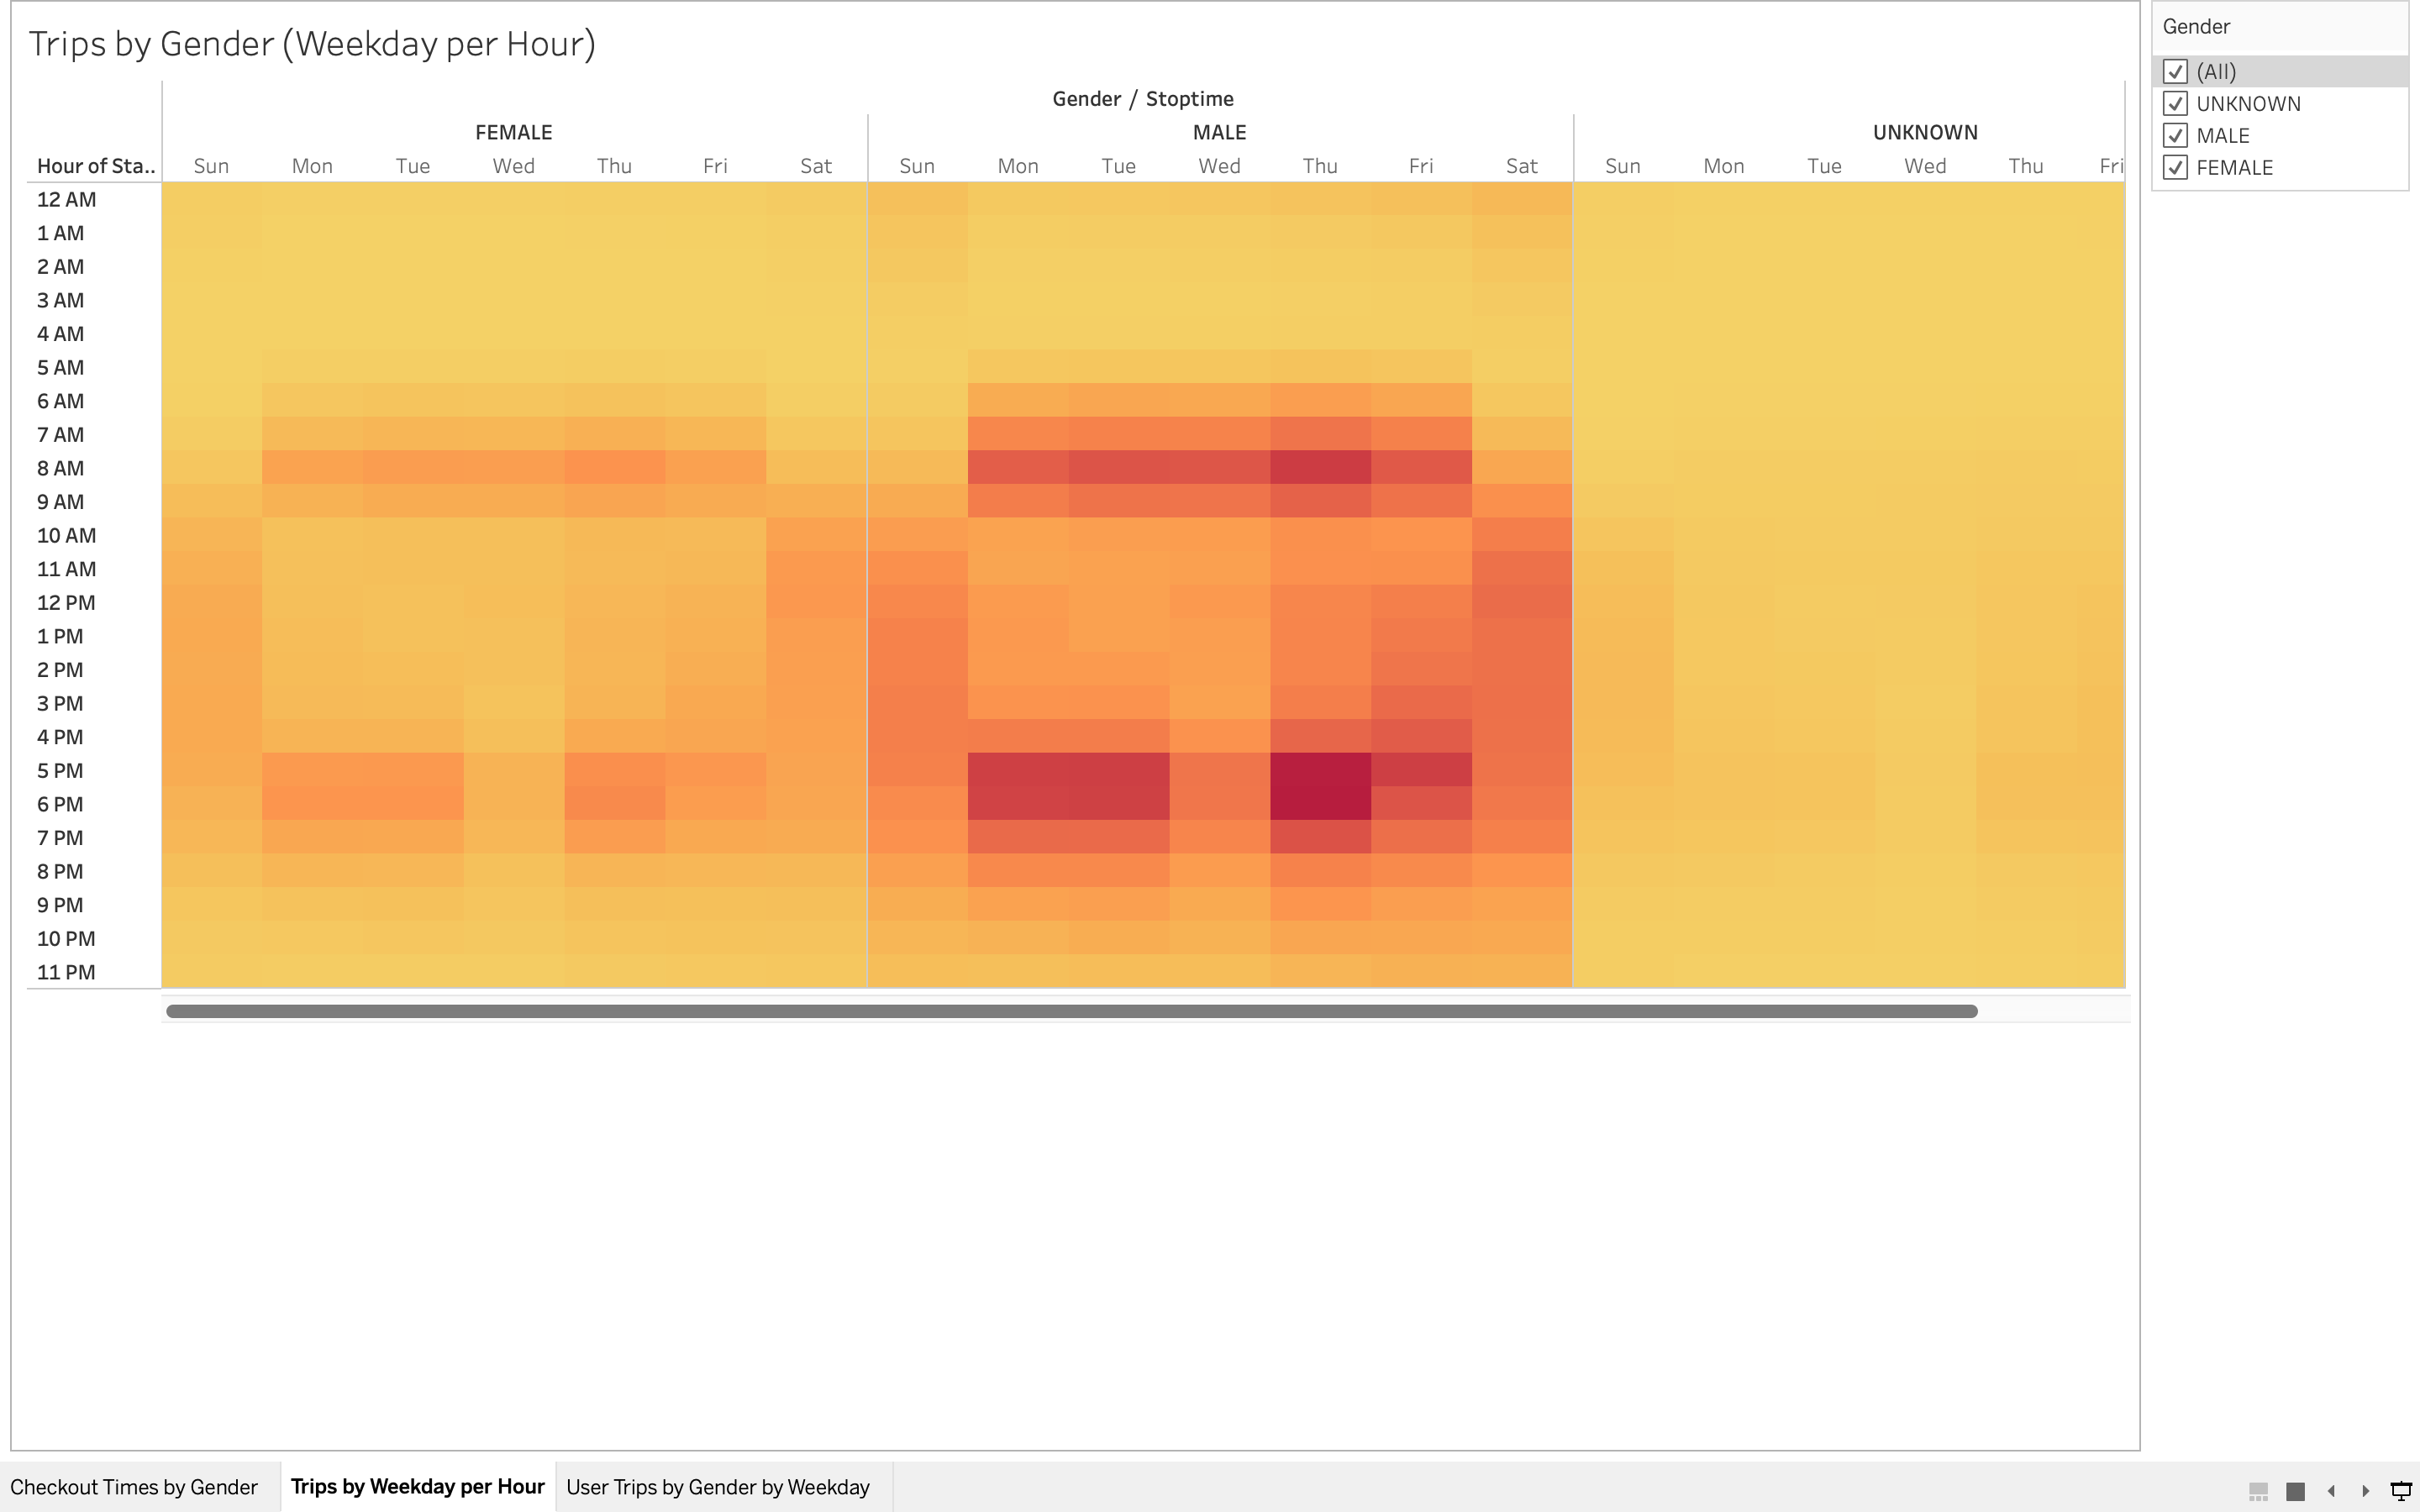 Trips by Gender (Weekday per Hour)
Gender / Stoptime
FEMALE MALE UNKNOWN
Hour of Sta.. Sun Mon Tue Wed Thu Fri Sat Sun Mon Tue Wed Thu Fri Sat Sun Mon Tue Wed Thu Fri
12 AM
1 AM
2 AM
3 AM
4 AM
5 AM
6 AM
7 AM
8 AM
9 AM
10 AM
11 AM
12 PM
1 PM
2 PM
3 PM
4 PM
5 PM
6 PM
7 PM
8 PM
9 PM
10 PM
11 PM
Gender
(All)
UNKNOWN
MALE
FEMALE
Checkout Times by Gender Trips by Weekday per Hour User Trips by Gender by Weekday